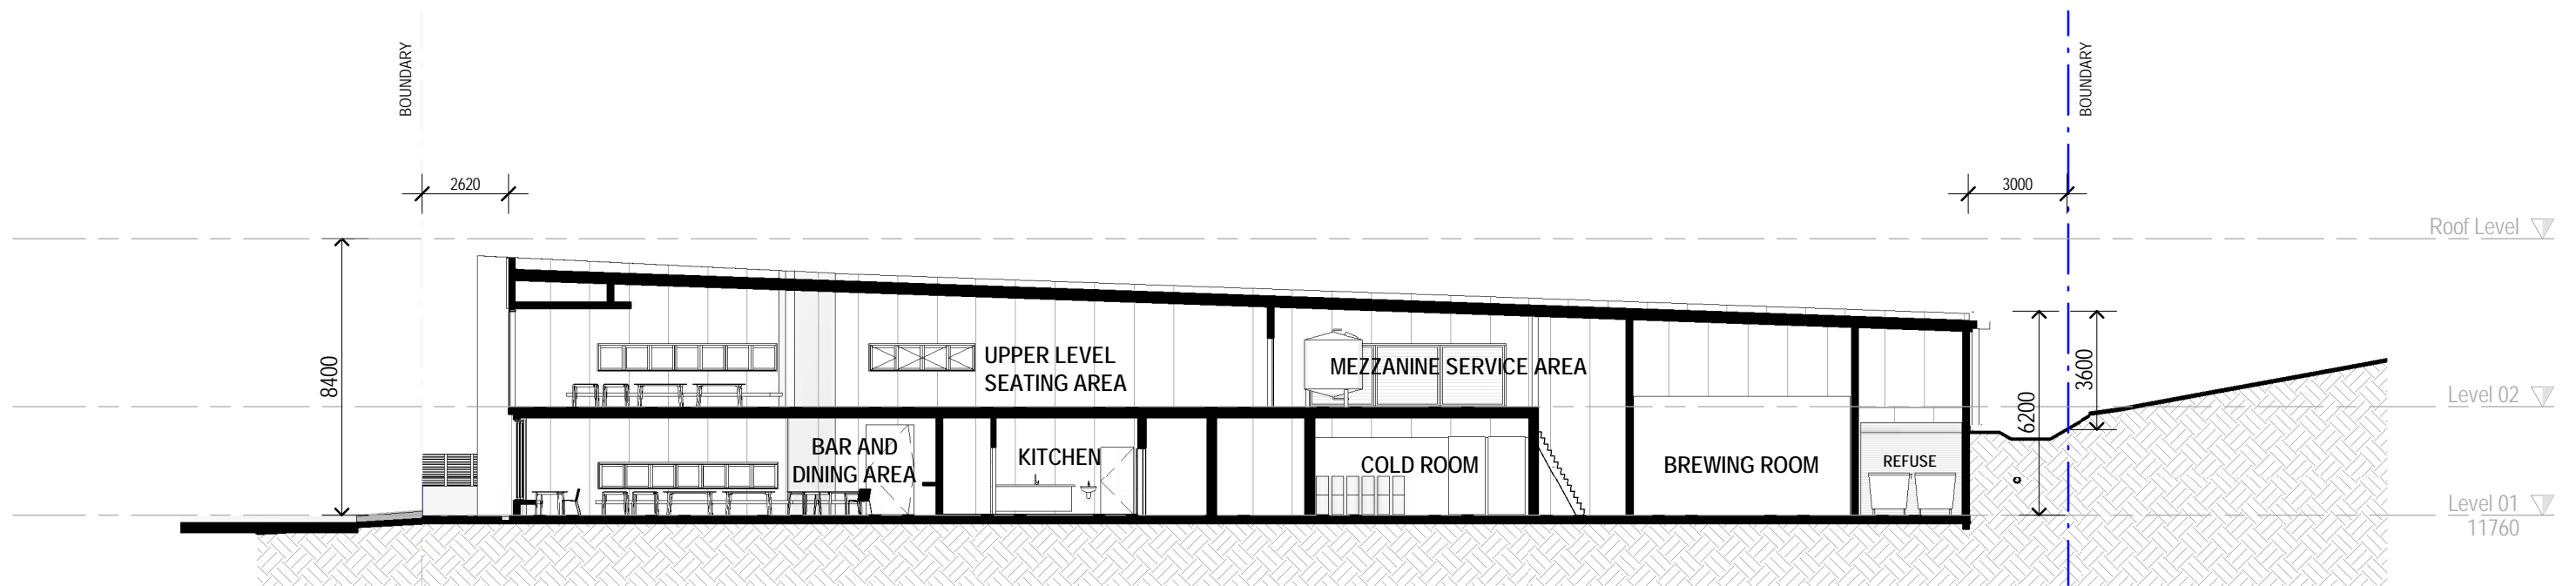 BOUNDARY
BOUNDARY
2620
3000
Roof Level
8400
UPPER LEVEL
SEATING AREA
MEZZANINE SERVICE AREA
3600
6200
Level 02
BAR AND
DINING AREA
KITCHEN
COLD ROOM
BREWING ROOM
REFUSE
Level 01
11760